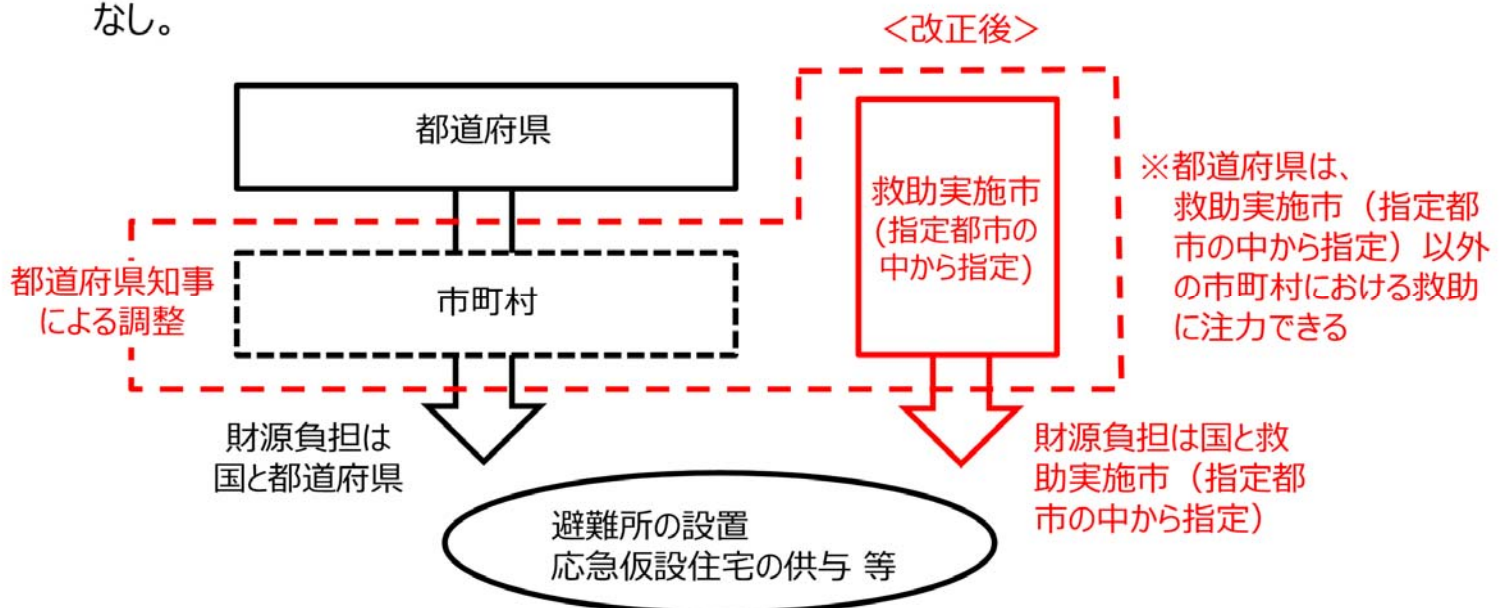 なし。
<改正後>
都道府県
救助実施市
(指定都市の
中から指定)
※都道府県は、
救助実施市（指定都
市の中から指定）以外
の市町村における救助
に注力できる
都道府県知事
による調整
市町村
財源負担は
国と都道府県
財源負担は国と救
助実施市（指定都
市の中から指定）
避難所の設置
応急仮設住宅の供与 等